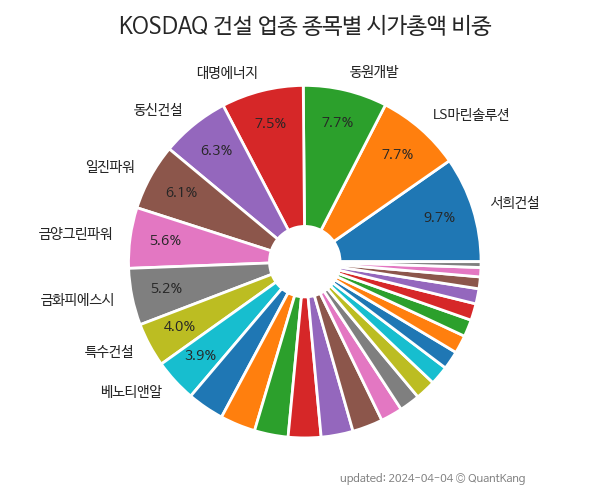 KOSDAQ 건설 업종 종목별 시가총액 비중
대명에너지
동원개발
동신건설
LS마린솔루션
7.5%
7.7%
6.3%
7.7%
일진파워
6.1%
서희건설
9.7%
금양그린파워
5.6%
5.2%
금화피에스시
4.0%
특수건설
3.9%
베노티앤알
updated: 2024-04-04 © QuantKang